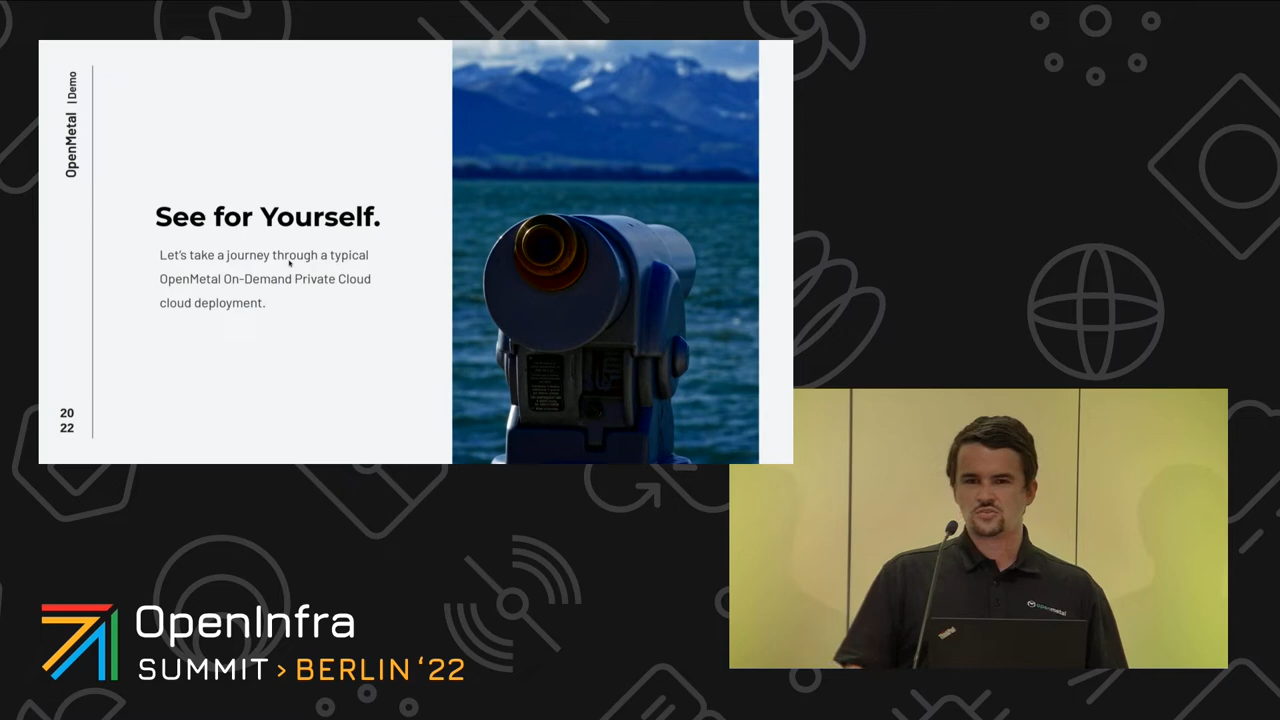 OpenMetal | Demo
See for Yourself.
Let's take a journey through a typical
OpenMetal On-Demand Private Cloud
cloud deployment.
20
22
openmetal
OpenInfra
SUMMIT > BERLIN '22